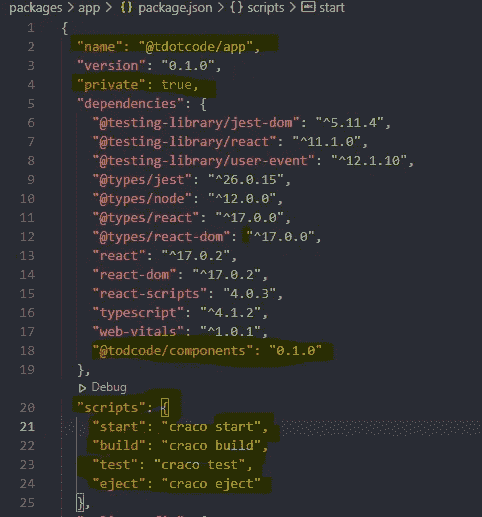 packages > app > {} package.json > {} scripts > abc start
1 {
2 "name": "@tdotcode/app",
3 "version": "0.1.0",
4 "private": true,
5 "dependencies": {
6 "@testing-library/jest-dom": "^5.11.4",
7 "@testing-library/react": "^11.1.0",
8 "@testing-library/user-event": "^12.1.10",
9 "@types/jest": "^26.0.15",
10 "@types/node": "^12.0.0",
11 "@types/react": "^17.0.0",
12 "@types/react-dom": "^17.0.0",
13 "react": "^17.0.2",
14 "react-dom": "^17.0.2",
15 "react-scripts": "4.0.3",
16 "typescript": "^4.1.2",
17 "web-vitals": "^1.0.1",
18 "@todcode/components": "0.1.0"
19 },
Debug
20 "scripts": {
21 "start": "craco start",
22 "build": "craco build",
23 "test": "craco test",
24 "eject": "craco eject"
25 },